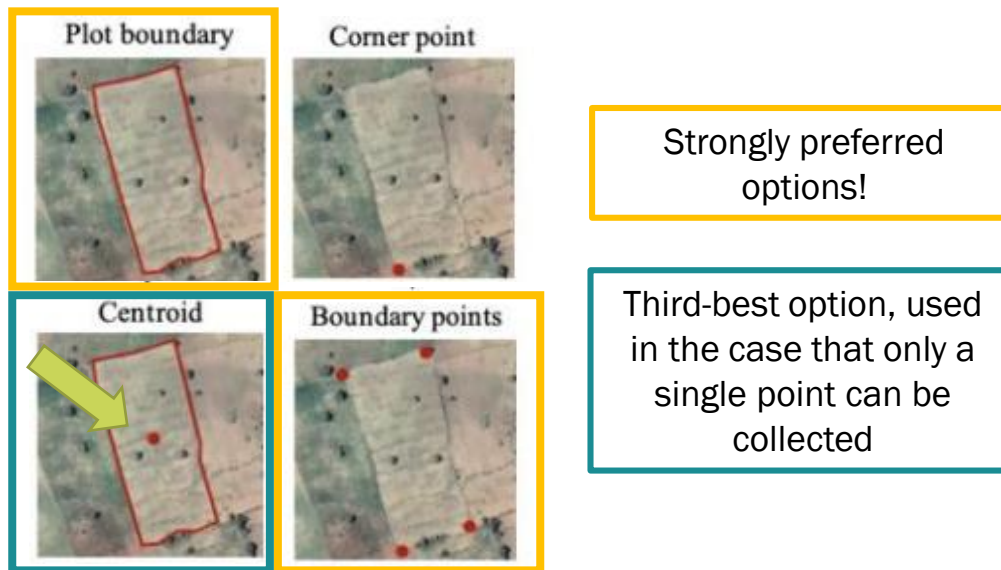 Plot boundary
Corner point
Strongly preferred
options!
Centroid
Boundary points
Third-best option, used
in the case that only a
single point can be
collected